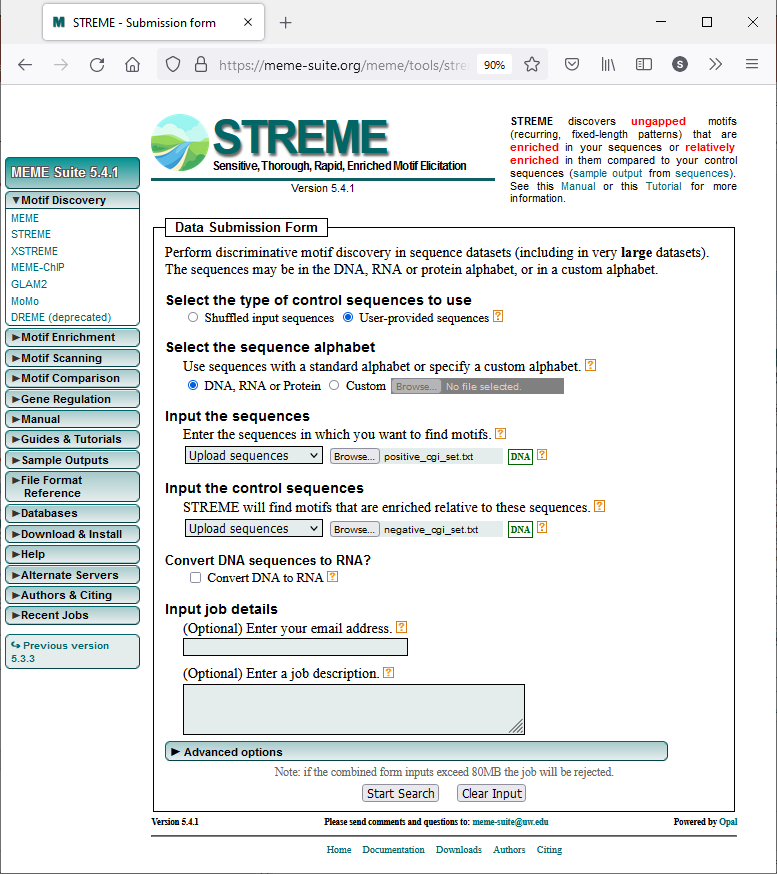 STREME - Submission form
https://meme-suite.org/meme/tools/stre
90%
S
STREME
Sensitive, Thorough, Rapid, Enriched Motif Elicitation
Version 5.4.1
STREME discovers ungapped motifs
(recurring, fixed-length patterns) that are
enriched in your sequences or relatively
enriched in them compared to your control
sequences (sample output from sequences).
See this Manual or this Tutorial for more
information.
MEME Suite 5.4.1
▼Motif Discovery
MEME
STREME
XSTREME
MEME-ChIP
GLAM2
MoMo
DREME (deprecated)
►Motif Enrichment
►Motif Scanning
►Motif Comparison
►Gene Regulation
►Manual
►Guides & Tutorials
►Sample Outputs
►File Format
Reference
►Databases
►Download & Install
►Help
►Alternate Servers
►Authors & Citing
►Recent Jobs
↪ Previous version
5.3.3
Data Submission Form
Perform discriminative motif discovery in sequence datasets (including in very large datasets).
The sequences may be in the DNA, RNA or protein alphabet, or in a custom alphabet.
Select the type of control sequences to use
Shuffled input sequences User-provided sequences ?
Select the sequence alphabet
Use sequences with a standard alphabet or specify a custom alphabet. ?
DNA, RNA or Protein Custom Browse... No file selected.
Input the sequences
Enter the sequences in which you want to find motifs. ?
Upload sequences Browse... positive_cgi_set.txt DNA ?
Input the control sequences
STREME will find motifs that are enriched relative to these sequences. ?
Upload sequences Browse... negative_cgi_set.txt DNA ?
Convert DNA sequences to RNA?
Convert DNA to RNA ?
Input job details
(Optional) Enter your email address. ?
(Optional) Enter a job description. ?
► Advanced options
Note: if the combined form inputs exceed 80MB the job will be rejected.
Start Search Clear Input
Version 5.4.1 Please send comments and questions to: meme-suite@uw.edu Powered by Opal
Home Documentation Downloads Authors Citing